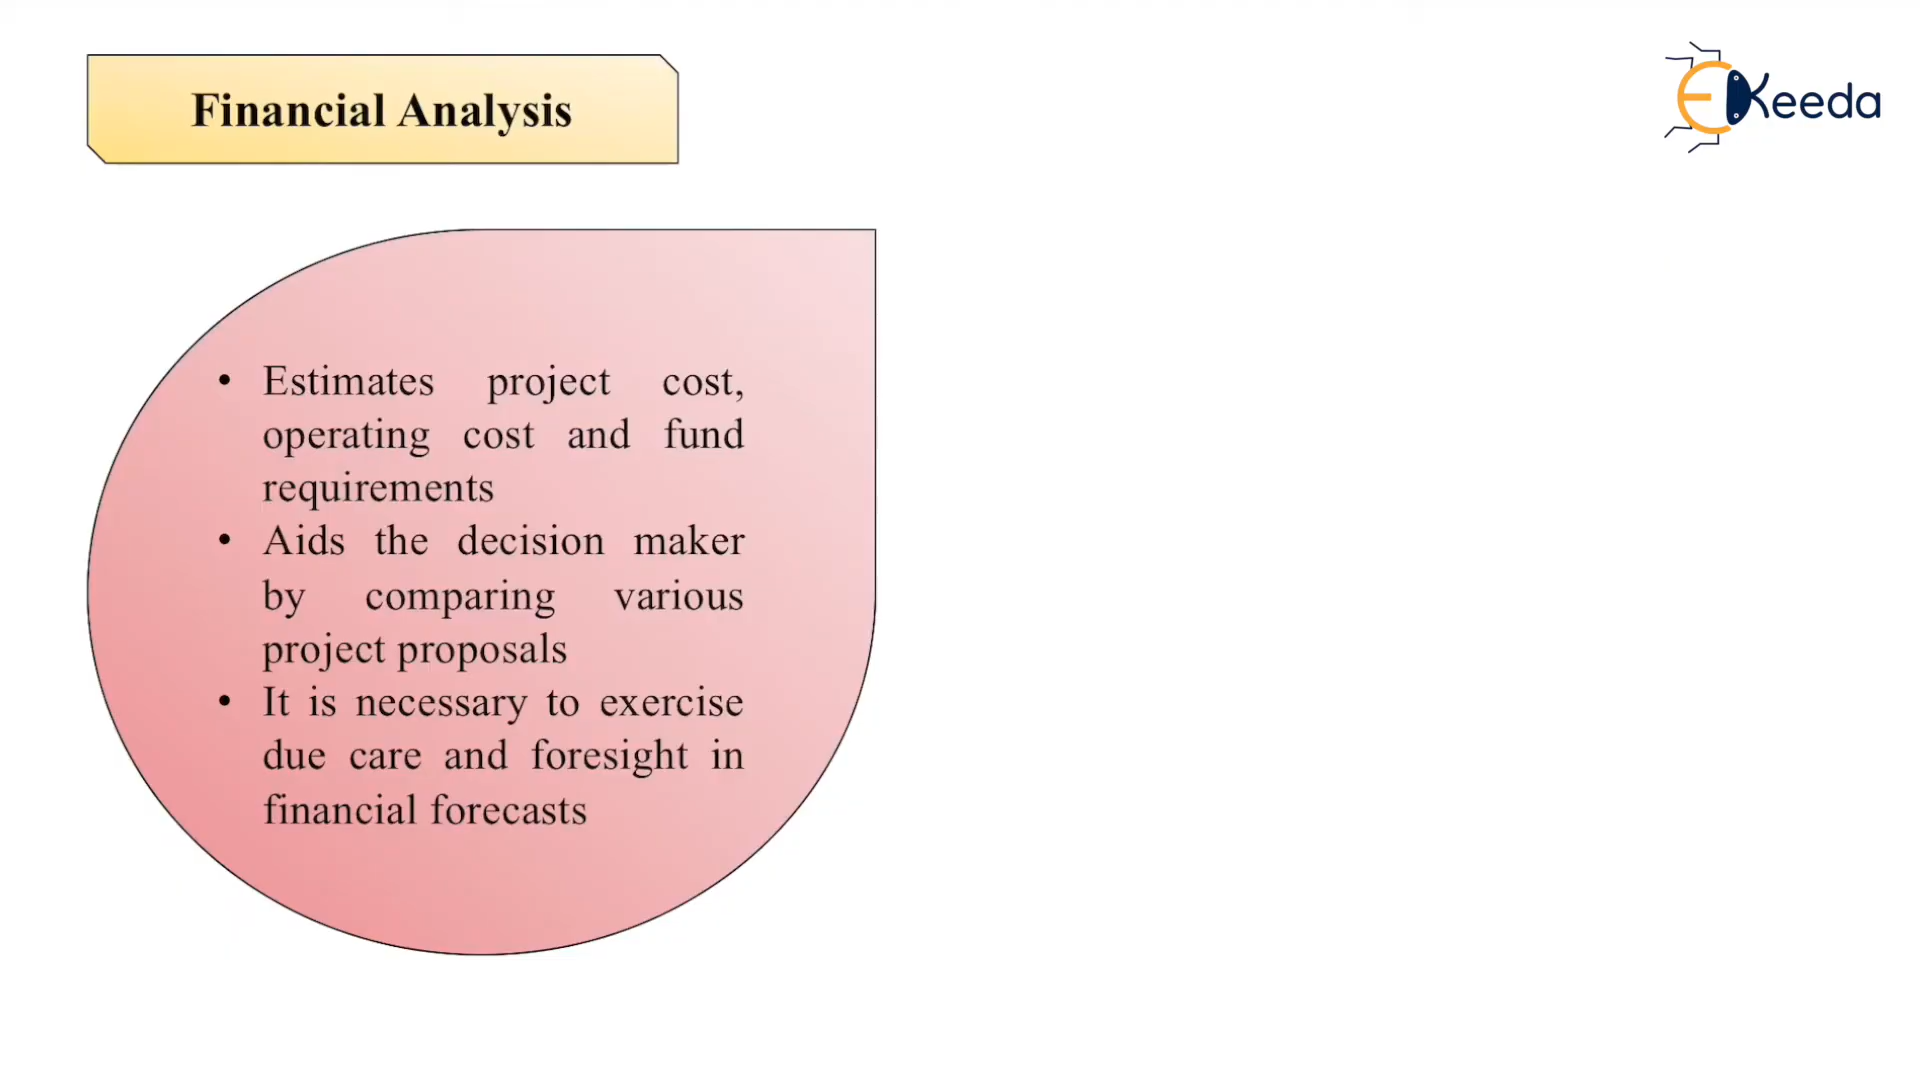 Financial Analysis
EKeeda
• Estimates project cost,
operating cost and fund
requirements
• Aids the decision maker
by comparing various
project proposals
• It is necessary to exercise
due care and foresight in
financial forecasts